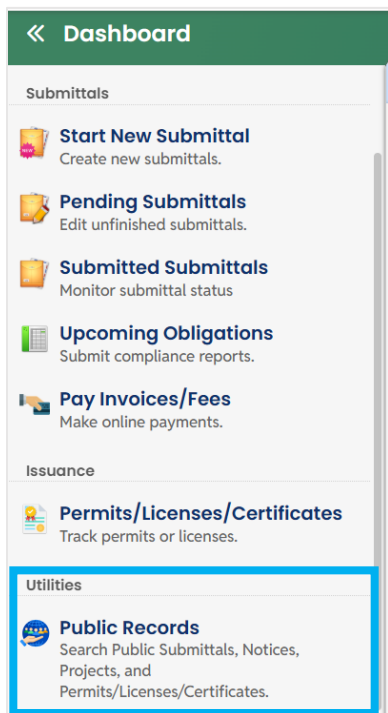 « Dashboard
Submittals
Start New Submittal
Create new submittals.
Pending Submittals
Edit unfinished submittals.
Submitted Submittals
Monitor submittal status
Upcoming Obligations
Submit compliance reports.
Pay Invoices/Fees
Make online payments.
Issuance
Permits/Licenses/Certificates
Track permits or licenses.
Utilities
Public Records
Search Public Submittals, Notices,
Projects, and
Permits/Licenses/Certificates.